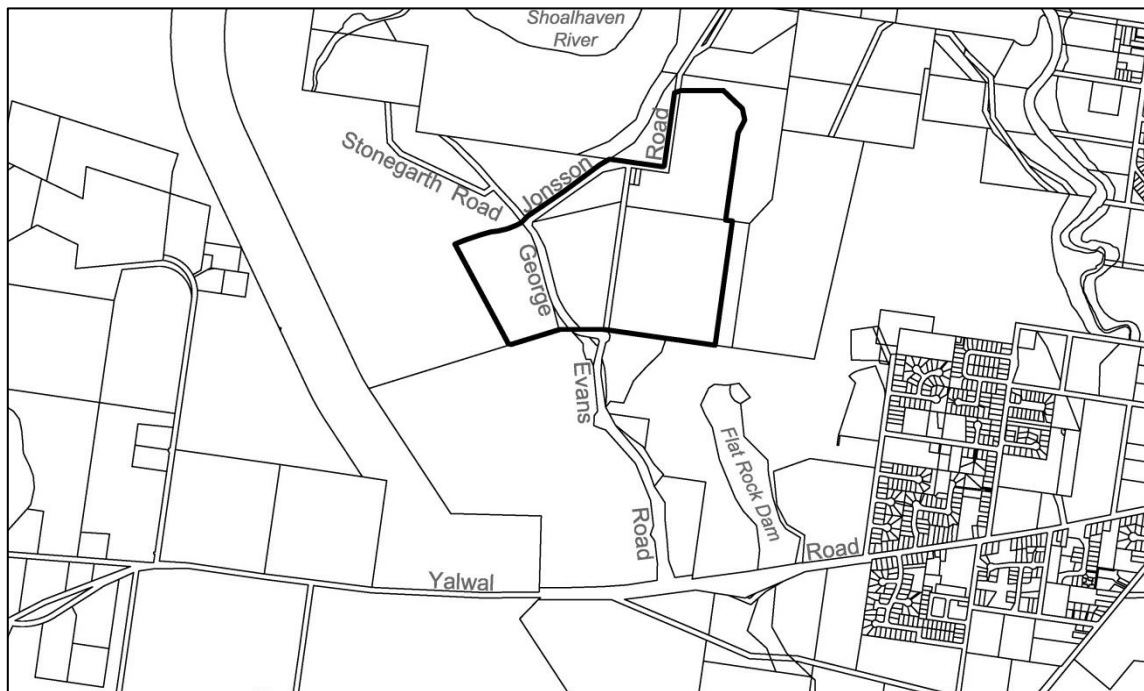 Shoalhaven
River
Stonegarth Road
Jonsson Road
George Evans Road
Flat Rock Dam
Yalwal Road